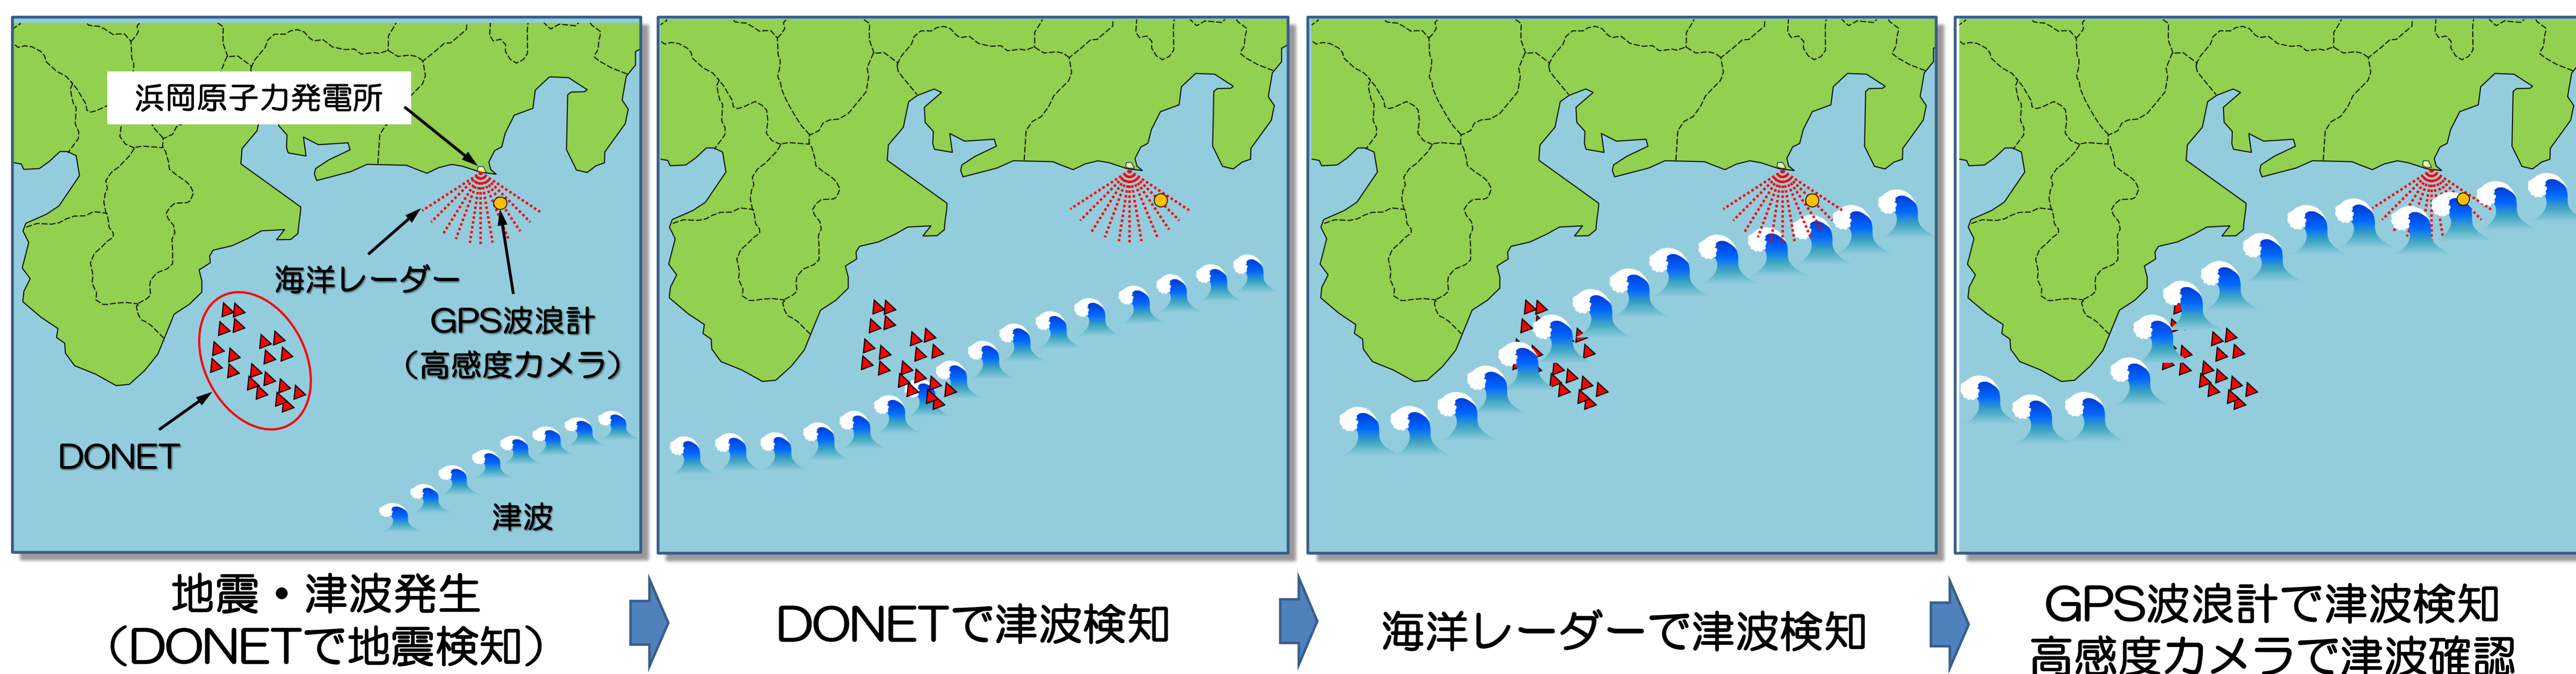 浜岡原子力発電所
海洋レーダー
GPS波浪計
（高感度カメラ）
DONET
津波
地震・津波発生
（DONETで地震検知）
DONETで津波検知
海洋レーダーで津波検知
GPS波浪計で津波検知
高感度カメラで津波確認